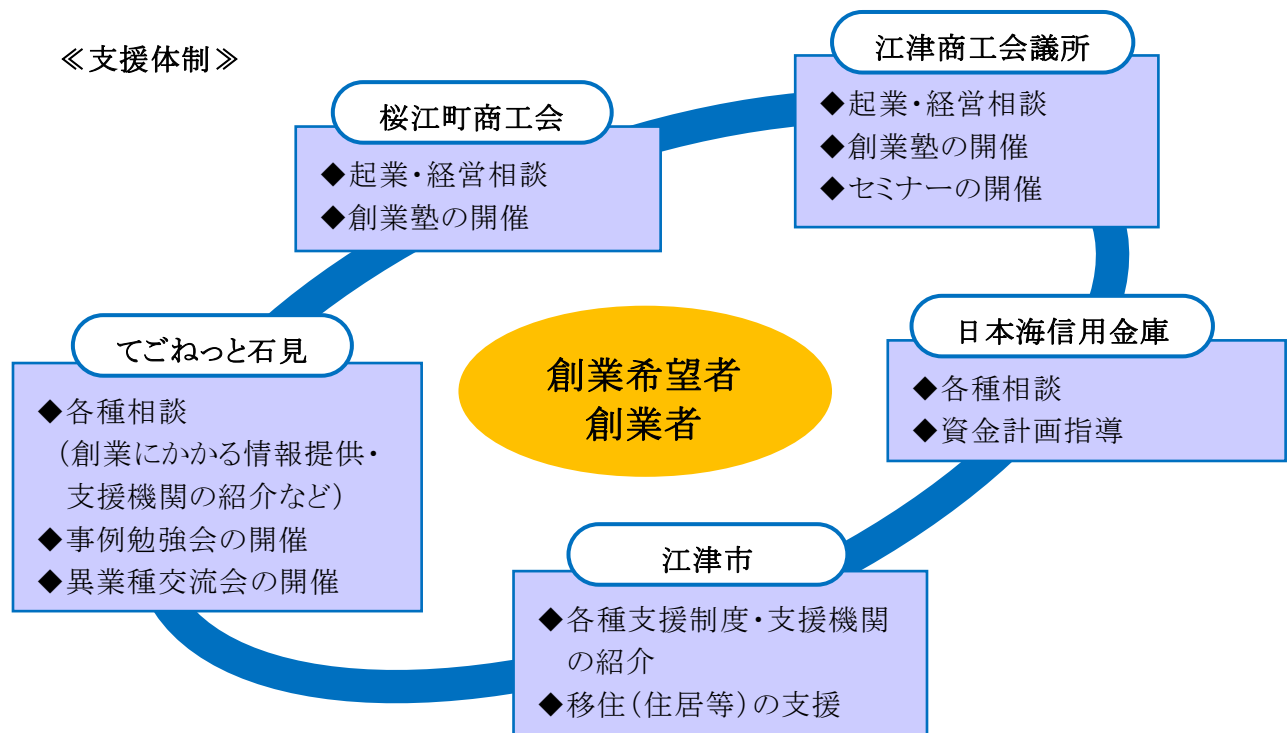 ≪支援体制≫
江津商工会議所
◆起業・経営相談
◆創業塾の開催
◆セミナーの開催
桜江町商工会
◆起業・経営相談
◆創業塾の開催
日本海信用金庫
◆各種相談
◆資金計画指導
てごねっと石見
◆各種相談
(創業にかかる情報提供・
支援機関の紹介など)
◆事例勉強会の開催
◆異業種交流会の開催
創業希望者
創業者
江津市
◆各種支援制度・支援機関
の紹介
◆移住(住居等)の支援